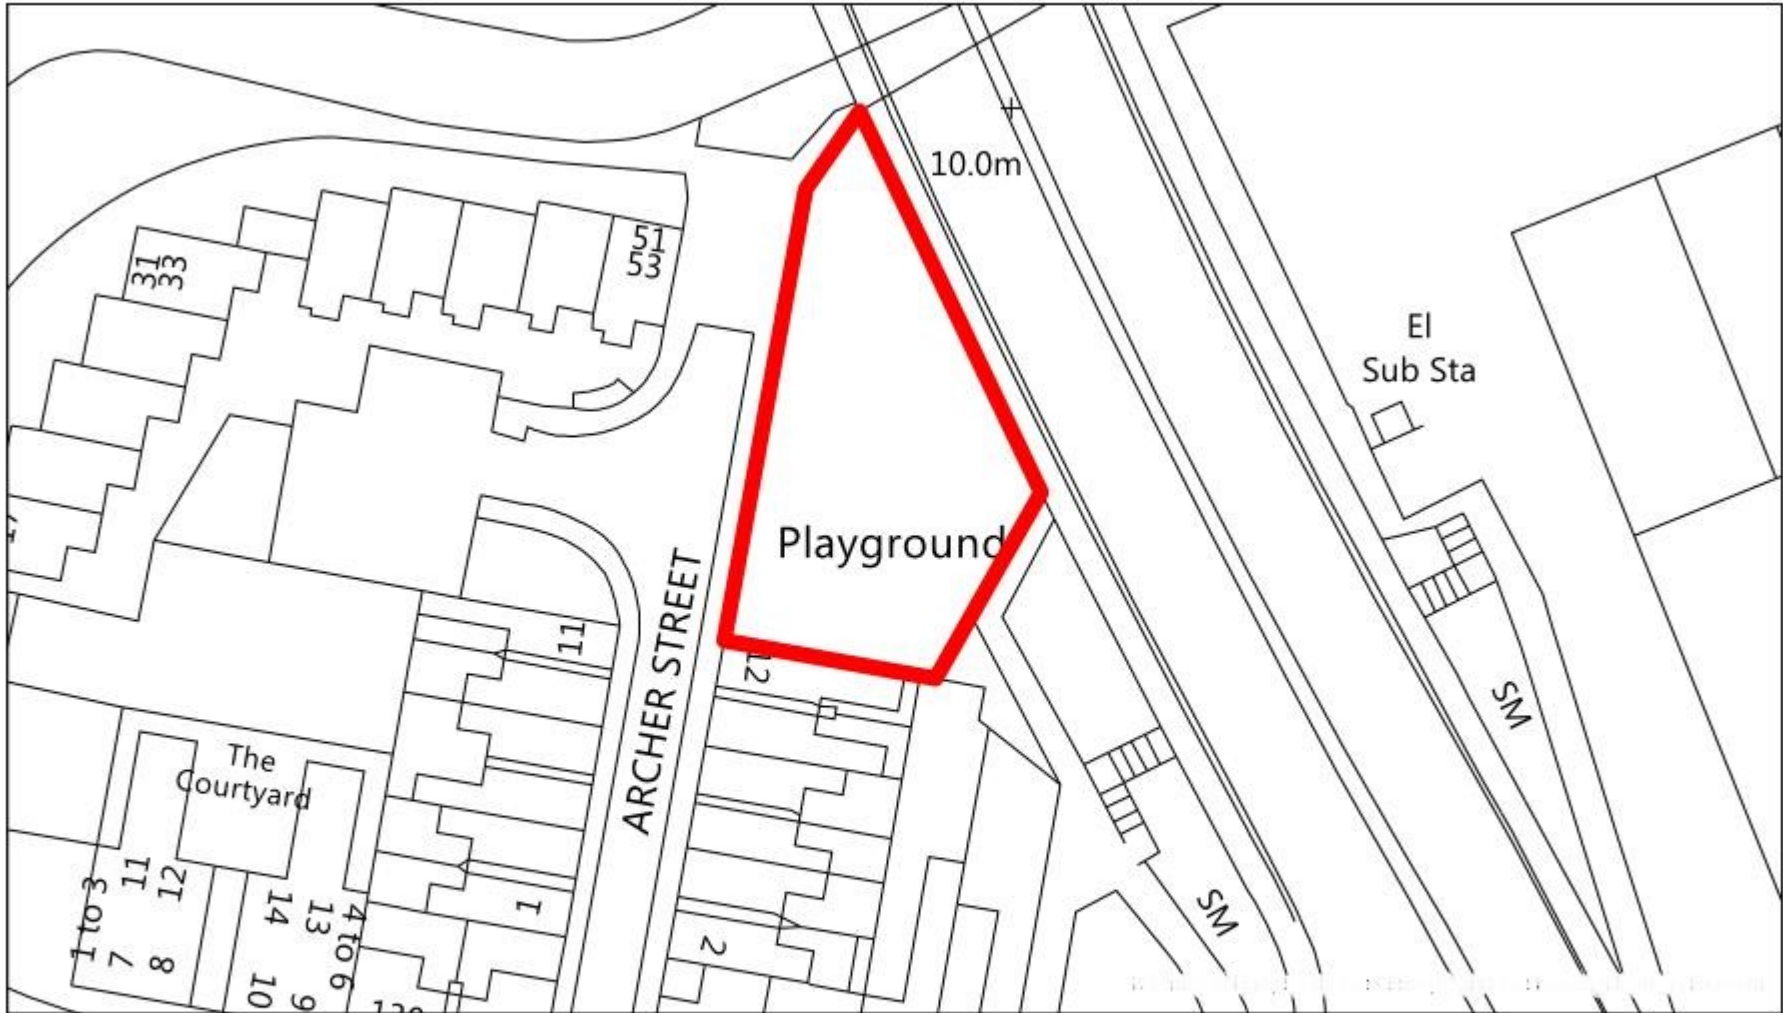 10.0m
51
53
31
33
El
Sub Sta
Playground
11
ARCHER STREET
12
SM
The
Courtyard
11
12
1 to 3
7
8
14
13
4 to 6
10
9
1
2
SM